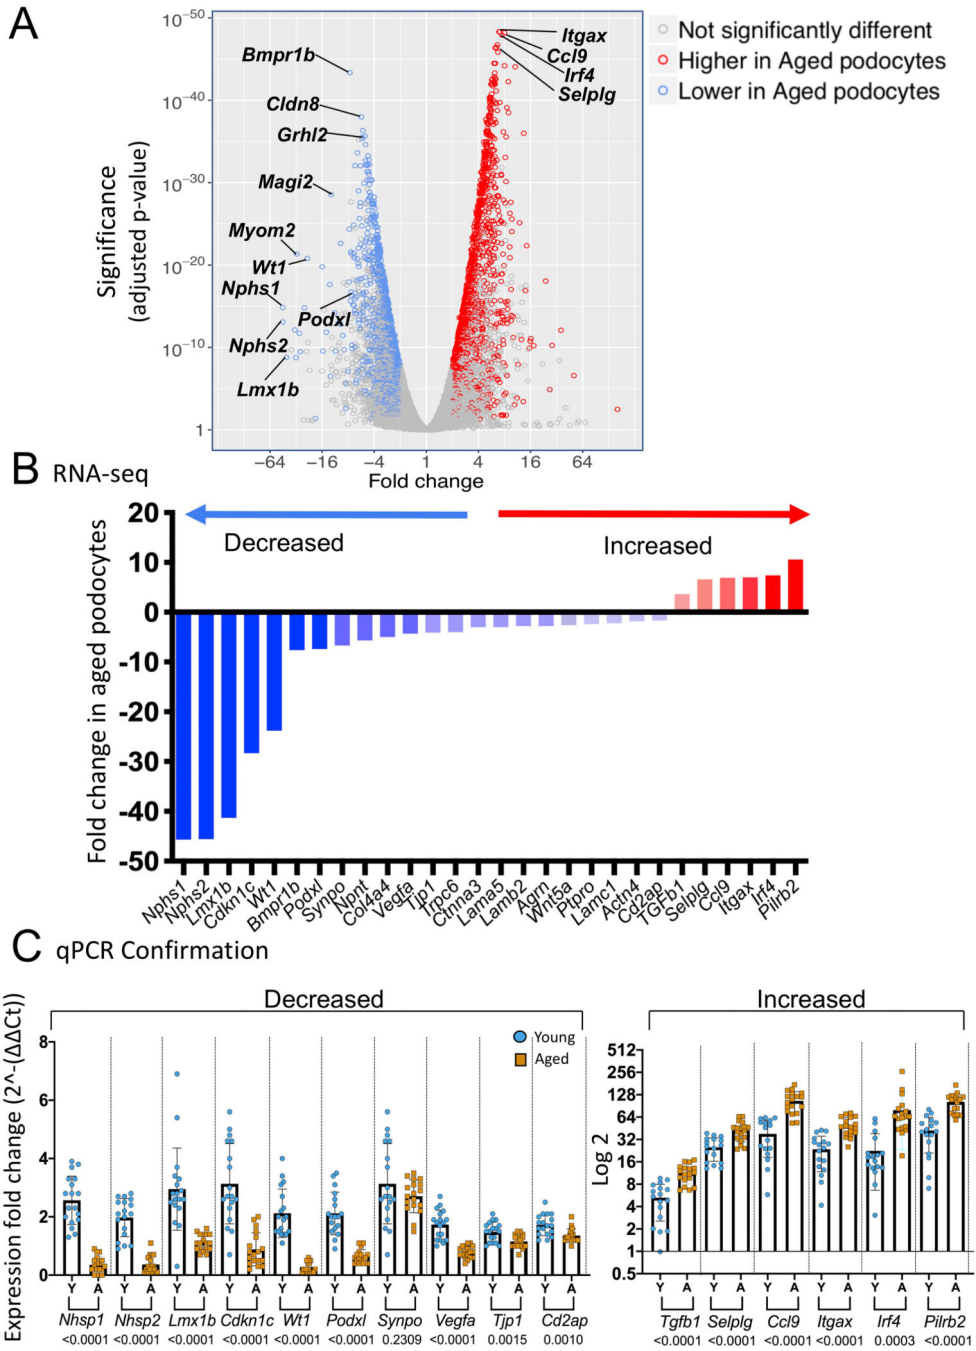 A
Not significantly different
Higher in Aged podocytes
Lower in Aged podocytes
Significance
(adjusted p-value)
10^-50
10^-40
10^-30
10^-20
10^-10
1
Bmpr1b
Cldn8
Grhl2
Magi2
Myom2
Wt1
Nphs1
Podxl
Nphs2
Lmx1b
Itgax
Ccl9
Irf4
Selplg
-64 -16 -4 1 4 16 64
Fold change
B RNA-seq
Fold change in aged podocytes
20
10
0
-10
-20
-30
-40
-50
Decreased
Increased
Nphs1 Nphs2 Lmx1b Cdkn1c Wt1 Bmpr1b Podxl Synpo Npnt Col4a4 Vegfa Tjp1 Trpc6 Ctnna3 Lama5 Lamb2 Agrn Wnt5a Ptpro Lamc1 Actn4 Cd2ap TGFb1 Selplg Ccl9 Itgax Irf4 Pilrb2
C qPCR Confirmation
Decreased
Expression fold change (2^-(ΔΔCt))
8
6
4
2
0
Young
Aged
Y A Y A Y A Y A Y A Y A Y A Y A Y A Y A
Nhsp1 Nhsp2 Lmx1b Cdkn1c Wt1 Podxl Synpo Vegfa Tjp1 Cd2ap
<0.0001 <0.0001 <0.0001 <0.0001 <0.0001 <0.0001 0.2309 <0.0001 0.0015 0.0010
Increased
Log 2
512
256
128
64
32
16
8
4
2
1
0.5
Y A Y A Y A Y A Y A Y A
Tgfb1 Selplg Ccl9 Itgax Irf4 Pilrb2
<0.0001 <0.0001 <0.0001 <0.0001 0.0003 <0.0001